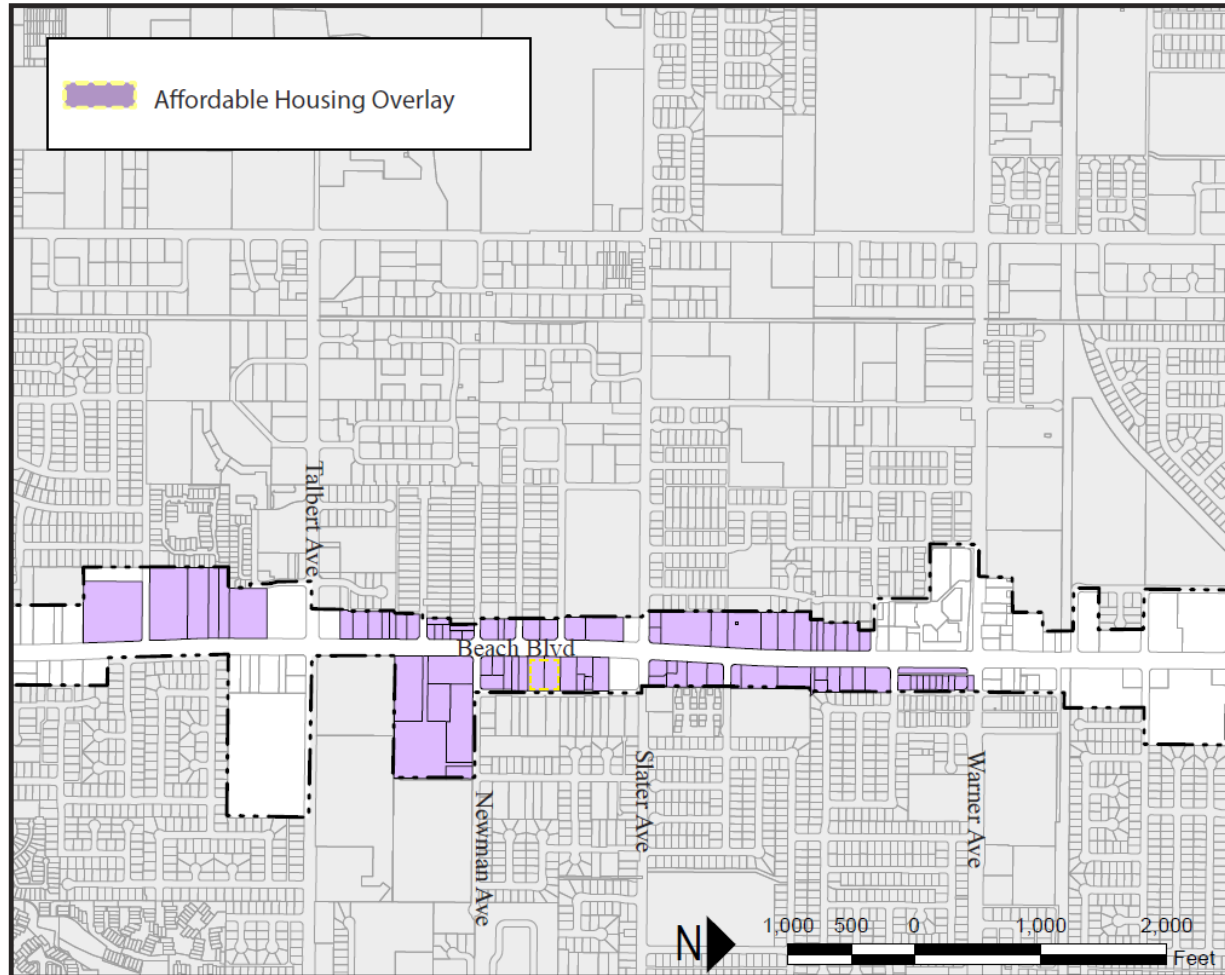 Affordable Housing Overlay
Talbert Ave
Beach Blvd
Newman Ave
Slater Ave
Warner Ave
N
1,000 500 0 1,000 2,000
Feet